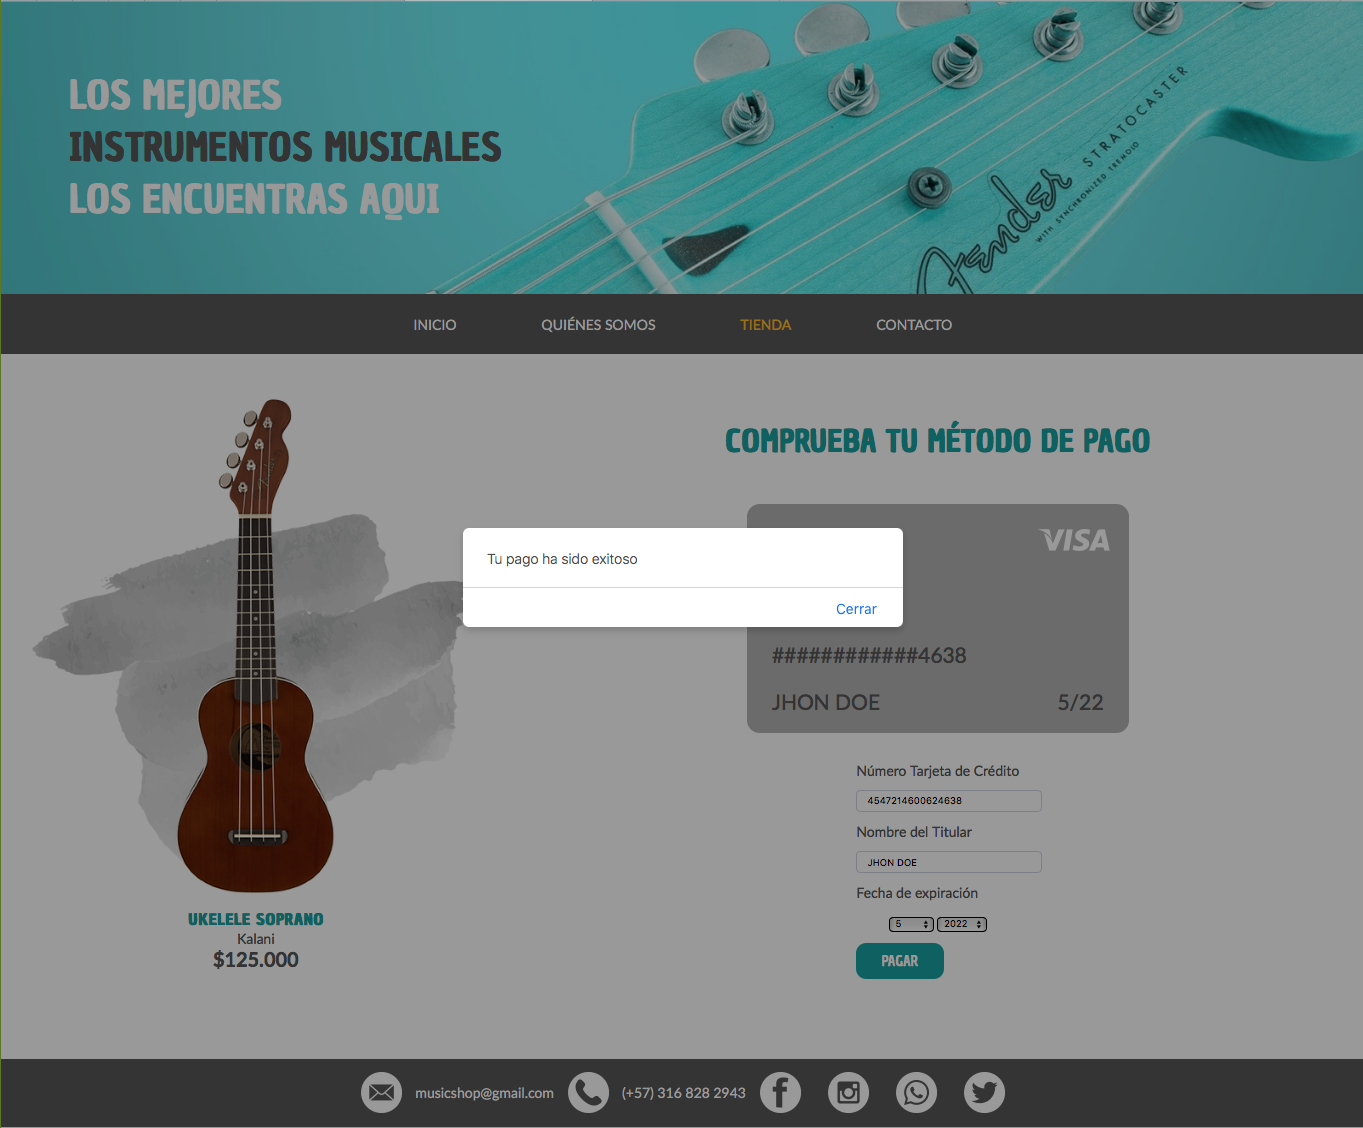 LOS MEJORES
INSTRUMENTOS MUSICALES
LOS ENCUENTRAS AQUI
Fender STRATOCASTER
WITH SYNCHRONIZED TREMOLO
INICIO QUIÉNES SOMOS TIENDA CONTACTO
COMPRUEBA TU MÉTODO DE PAGO
VISA
Tu pago ha sido exitoso
Cerrar
############4638
JHON DOE 5/22
Número Tarjeta de Crédito
4547214600624638
Nombre del Titular
JHON DOE
Fecha de expiración
5 2022
PAGAR
UKELELE SOPRANO
Kalani
$125.000
musicshop@gmail.com (+57) 316 828 2943